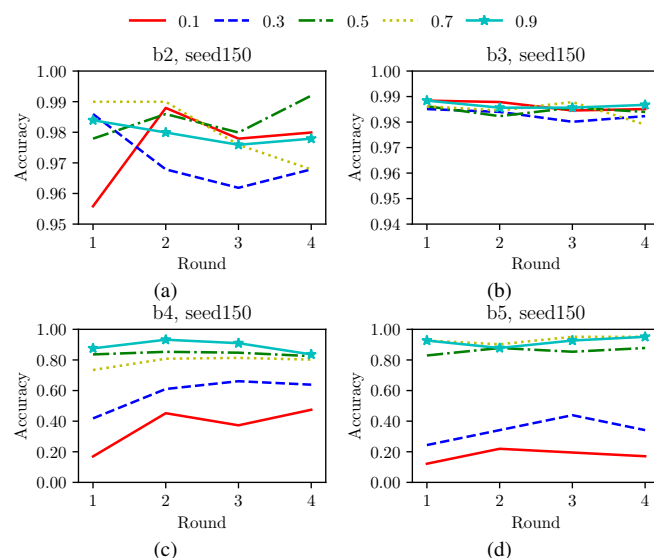 0.1 0.3 0.5 0.7 0.9
b2, seed150
1.00
0.99
0.98
0.97
0.96
0.95
Accuracy
1 2 3 4
Round
(a)
b3, seed150
1.00
0.99
0.98
0.97
0.96
0.95
0.94
Accuracy
1 2 3 4
Round
(b)
b4, seed150
1.00
0.80
0.60
0.40
0.20
0.00
Accuracy
1 2 3 4
Round
(c)
b5, seed150
1.00
0.80
0.60
0.40
0.20
0.00
Accuracy
1 2 3 4
Round
(d)